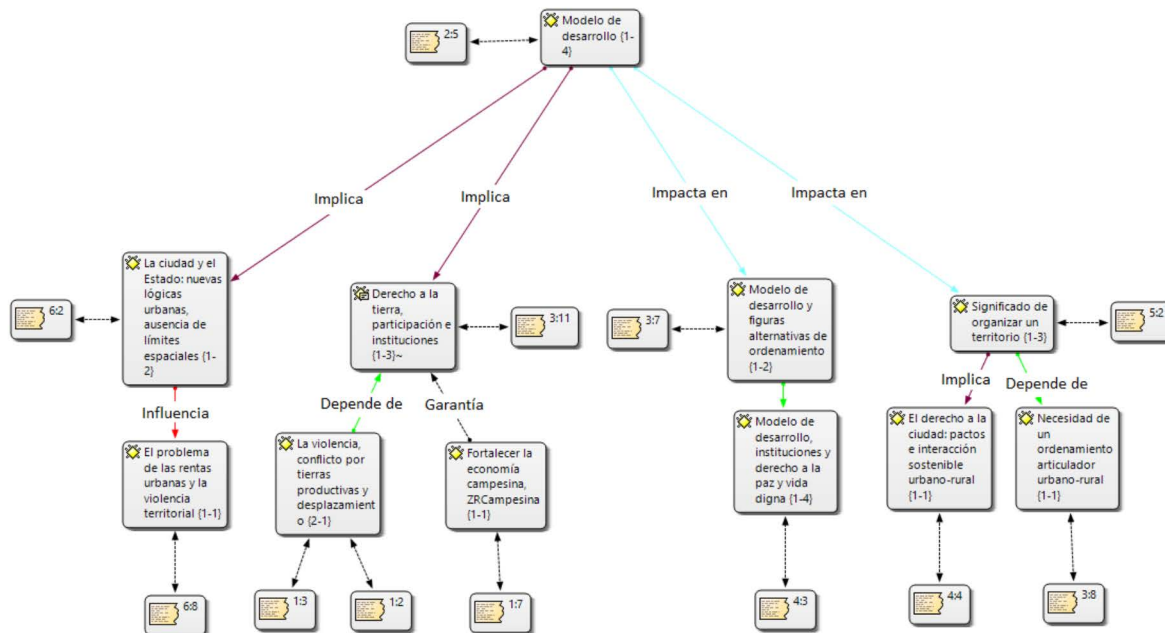 2:5
Modelo de
desarrollo {1-
4}
Implica
Implica
Impacta en
Impacta en
6:2
La ciudad y el
Estado: nuevas
lógicas
urbanas,
ausencia de
límites
espaciales {1-
2}
Derecho a la
tierra,
participación e
instituciones
{1-3}~
3:11
3:7
Modelo de
desarrollo y
figuras
alternativas de
ordenamiento
{1-2}
Significado de
organizar un
territorio {1-3}
5:2
Influencia
Depende de
Garantía
Implica
Depende de
El problema
de las rentas
urbanas y la
violencia
territorial {1-1}
La violencia,
conflicto por
tierras
productivas y
desplazamient
o {2-1}
Fortalecer la
economía
campesina,
ZRCampesina
{1-1}
Modelo de
desarrollo,
instituciones y
derecho a la
paz y vida
digna {1-4}
El derecho a la
ciudad: pactos
e interacción
sostenible
urbano-rural
{1-1}
Necesidad de
un
ordenamiento
articulador
urbano-rural
{1-1}
6:8
1:3
1:2
1:7
4:3
4:4
3:8